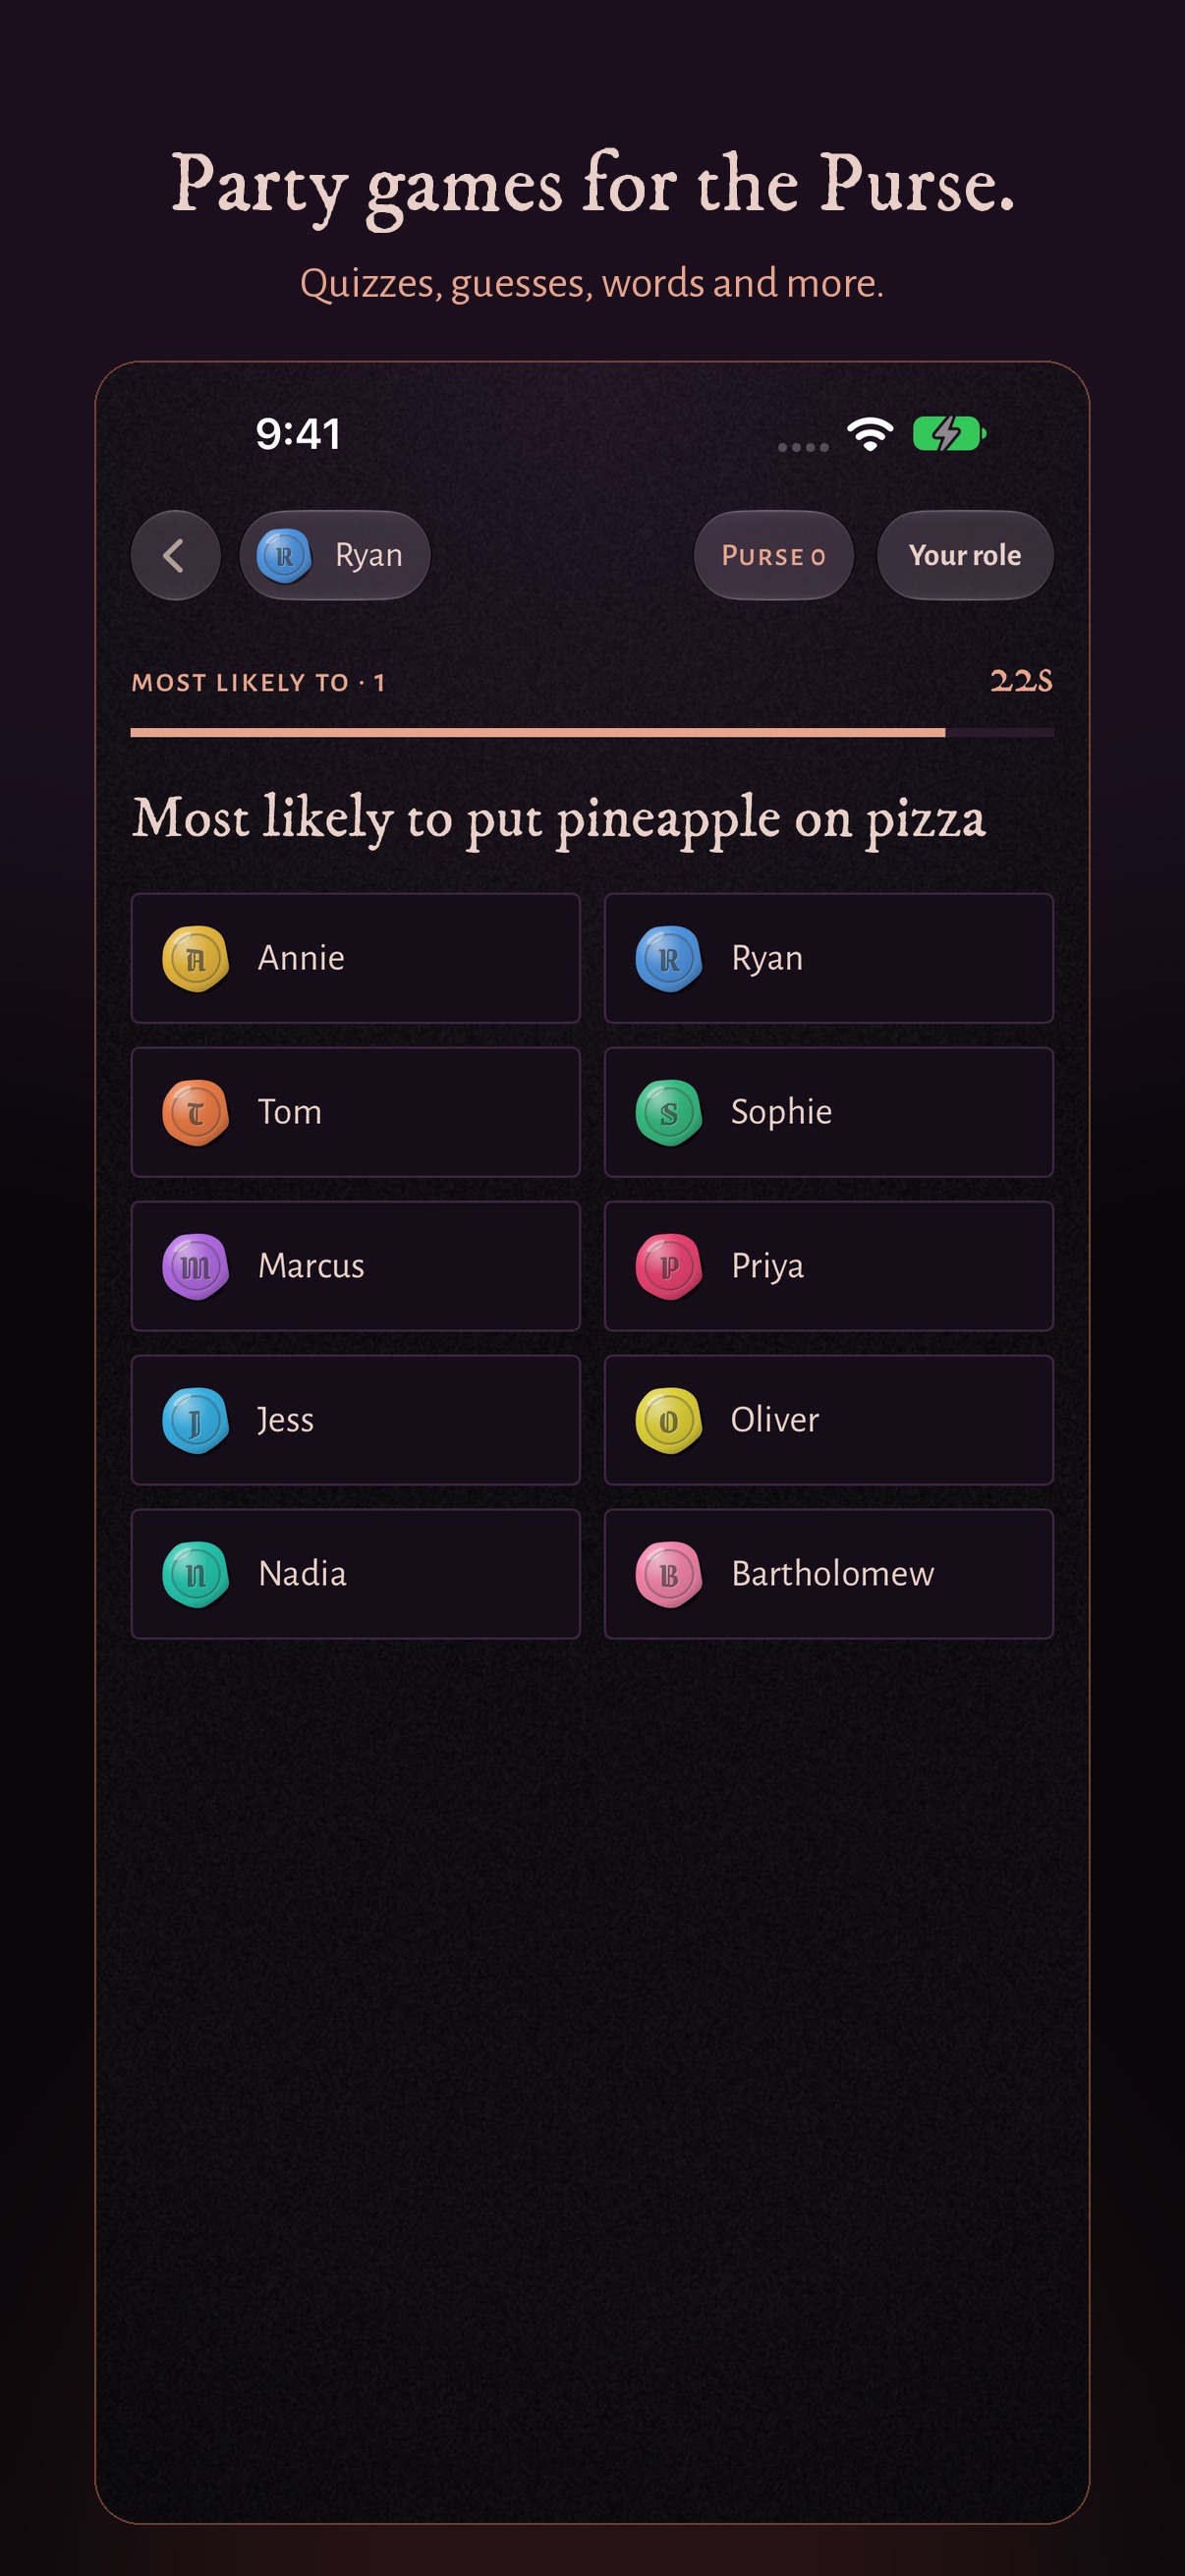 Party games for the Purse.
Quizzes, guesses, words and more.
9:41
R Ryan
PURSE 0
Your role
MOST LIKELY TO · 1
22s
Most likely to put pineapple on pizza
A Annie
R Ryan
T Tom
S Sophie
M Marcus
P Priya
J Jess
O Oliver
N Nadia
B Bartholomew